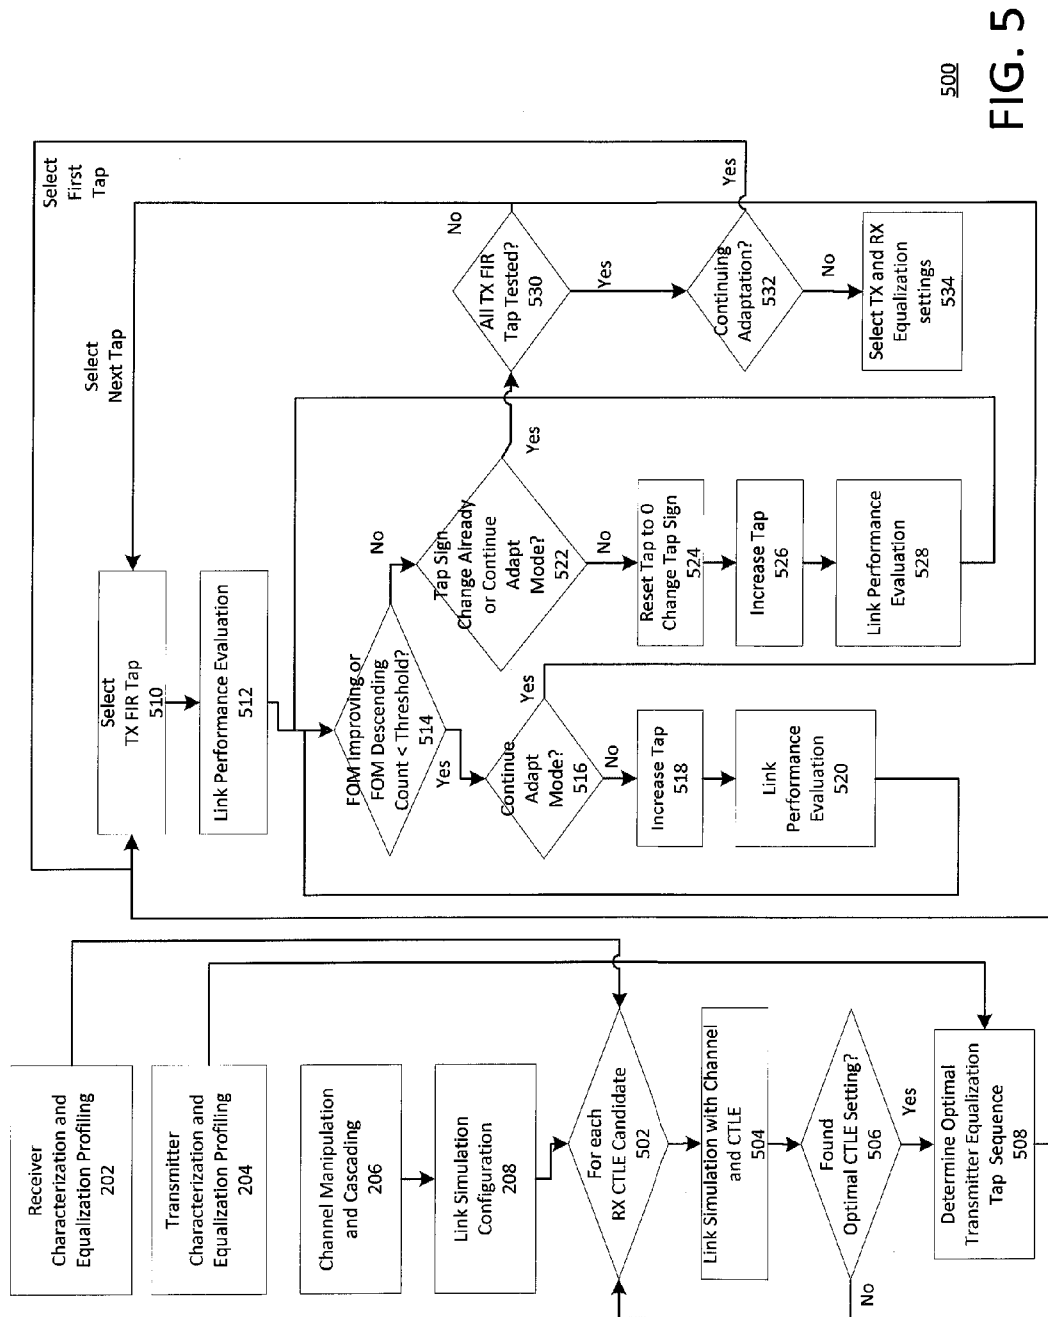 Receiver
Characterization and
Equalization Profiling
202
Transmitter
Characterization and
Equalization Profiling
204
Channel Manipulation
and Cascading
206
Link Simulation
Configuration
208
For each
RX CTLE Candidate
502
Link Simulation with Channel
and CTLE
504
Found
Optimal CTLE Setting?
506
No
Yes
Determine Optimal
Transmitter Equalization
Tap Sequence
508
Select
First
Tap
Select
Next Tap
Select
TX FIR Tap
510
Link Performance Evaluation
512
FOM Improving or
FOM Descending
Count < Threshold?
514
Yes
No
Continue
Adapt
Mode?
516
Yes
No
Increase Tap
518
Link
Performance
Evaluation
520
Tap Sign
Change Already
or Continue
Adapt
Mode?
522
Yes
No
Reset Tap to 0
Change Tap Sign
524
Increase Tap
526
Link Performance
Evaluation
528
All TX FIR
Tap Tested?
530
No
Yes
Continuing
Adaptation?
532
Yes
No
Select TX and RX
Equalization
settings
534
500
FIG. 5